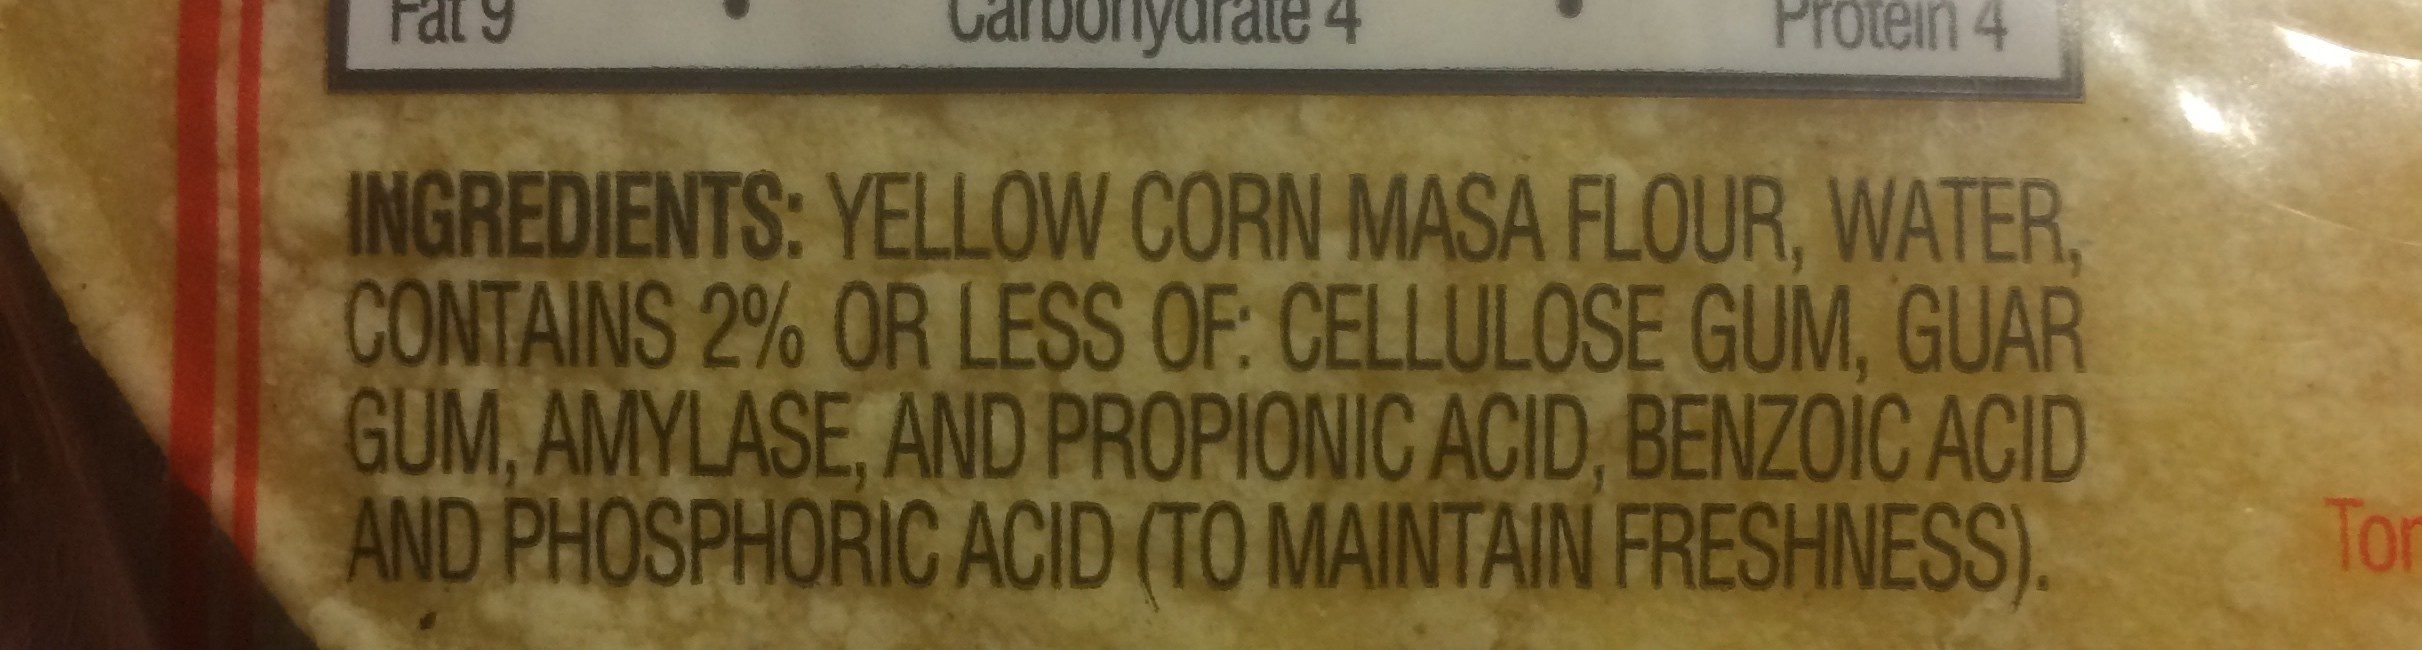 Fat 9 • Carbohydrate 4 • Protein 4
INGREDIENTS: YELLOW CORN MASA FLOUR, WATER,
CONTAINS 2% OR LESS OF: CELLULOSE GUM, GUAR
GUM, AMYLASE, AND PROPIONIC ACID, BENZOIC ACID
AND PHOSPHORIC ACID (TO MAINTAIN FRESHNESS).